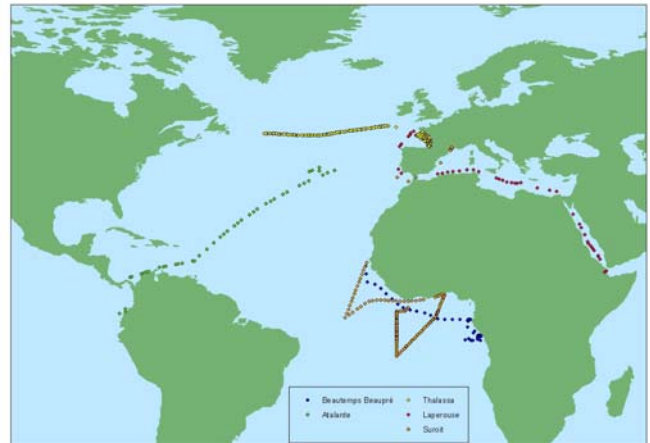 Beautemps Beaupré
Atalante
Thalassa
Laperouse
Suroit